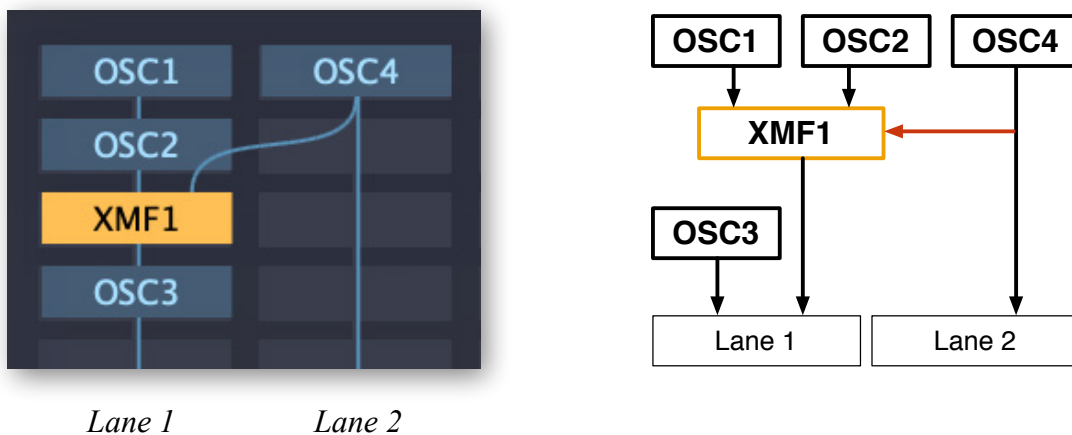 OSC1 OSC4
OSC2
XMF1
OSC3
Lane 1 Lane 2
OSC1 OSC2 OSC4
XMF1
OSC3
Lane 1 Lane 2